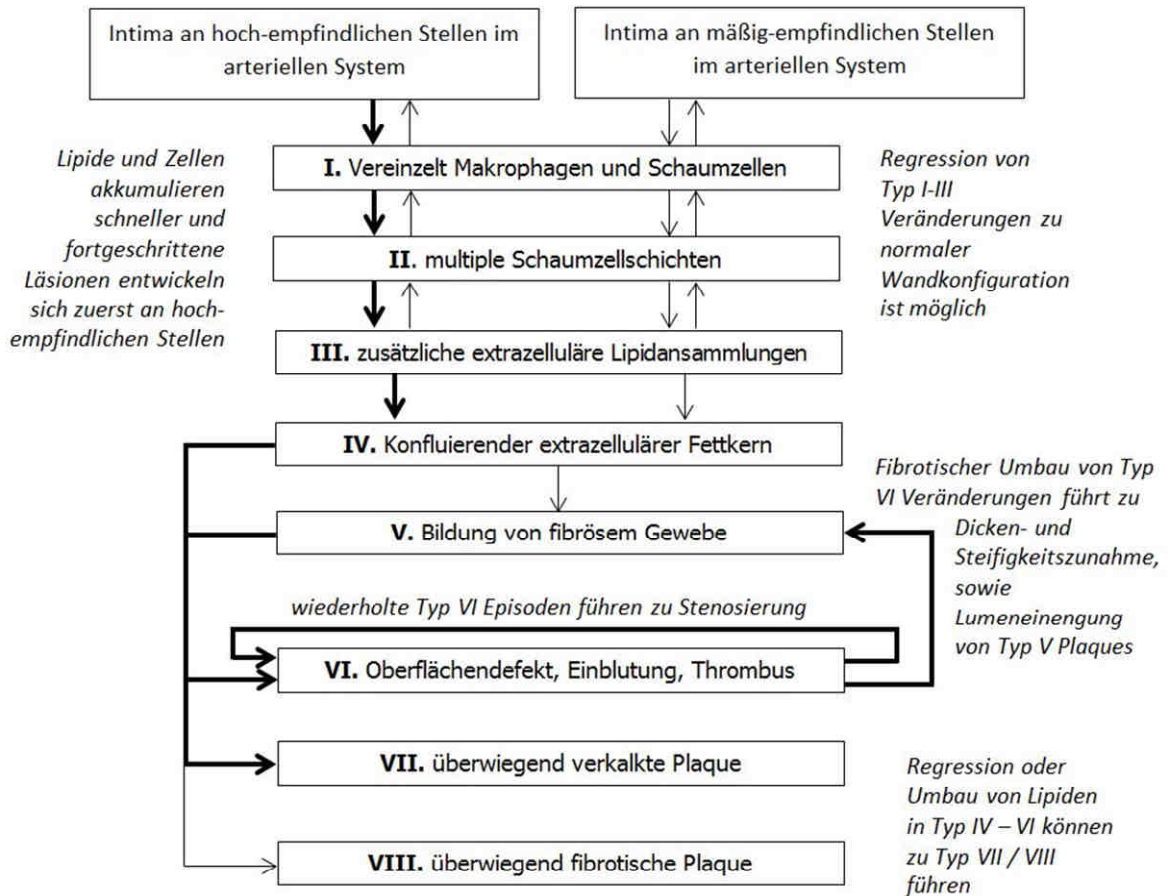 Intima an hoch-empfindlichen Stellen im
arteriellen System
Intima an mäßig-empfindlichen Stellen
im arteriellen System
Lipide und Zellen
akkumulieren
schneller und
fortgeschrittene
Läsionen entwickeln
sich zuerst an hoch-
empfindlichen Stellen
I. Vereinzelt Makrophagen und Schaumzellen
II. multiple Schaumzellschichten
III. zusätzliche extrazelluläre Lipidansammlungen
Regression von
Typ I-III
Veränderungen zu
normaler
Wandkonfiguration
ist möglich
IV. Konfluierender extrazellulärer Fettkern
V. Bildung von fibrösem Gewebe
Fibrotischer Umbau von Typ
VI Veränderungen führt zu
Dicken- und
Steifigkeitszunahme,
sowie
Lumeneinengung
von Typ V Plaques
wiederholte Typ VI Episoden führen zu Stenosierung
VI. Oberflächendefekt, Einblutung, Thrombus
VII. überwiegend verkalkte Plaque
VIII. überwiegend fibrotische Plaque
Regression oder
Umbau von Lipiden
in Typ IV – VI können
zu Typ VII / VIII
führen